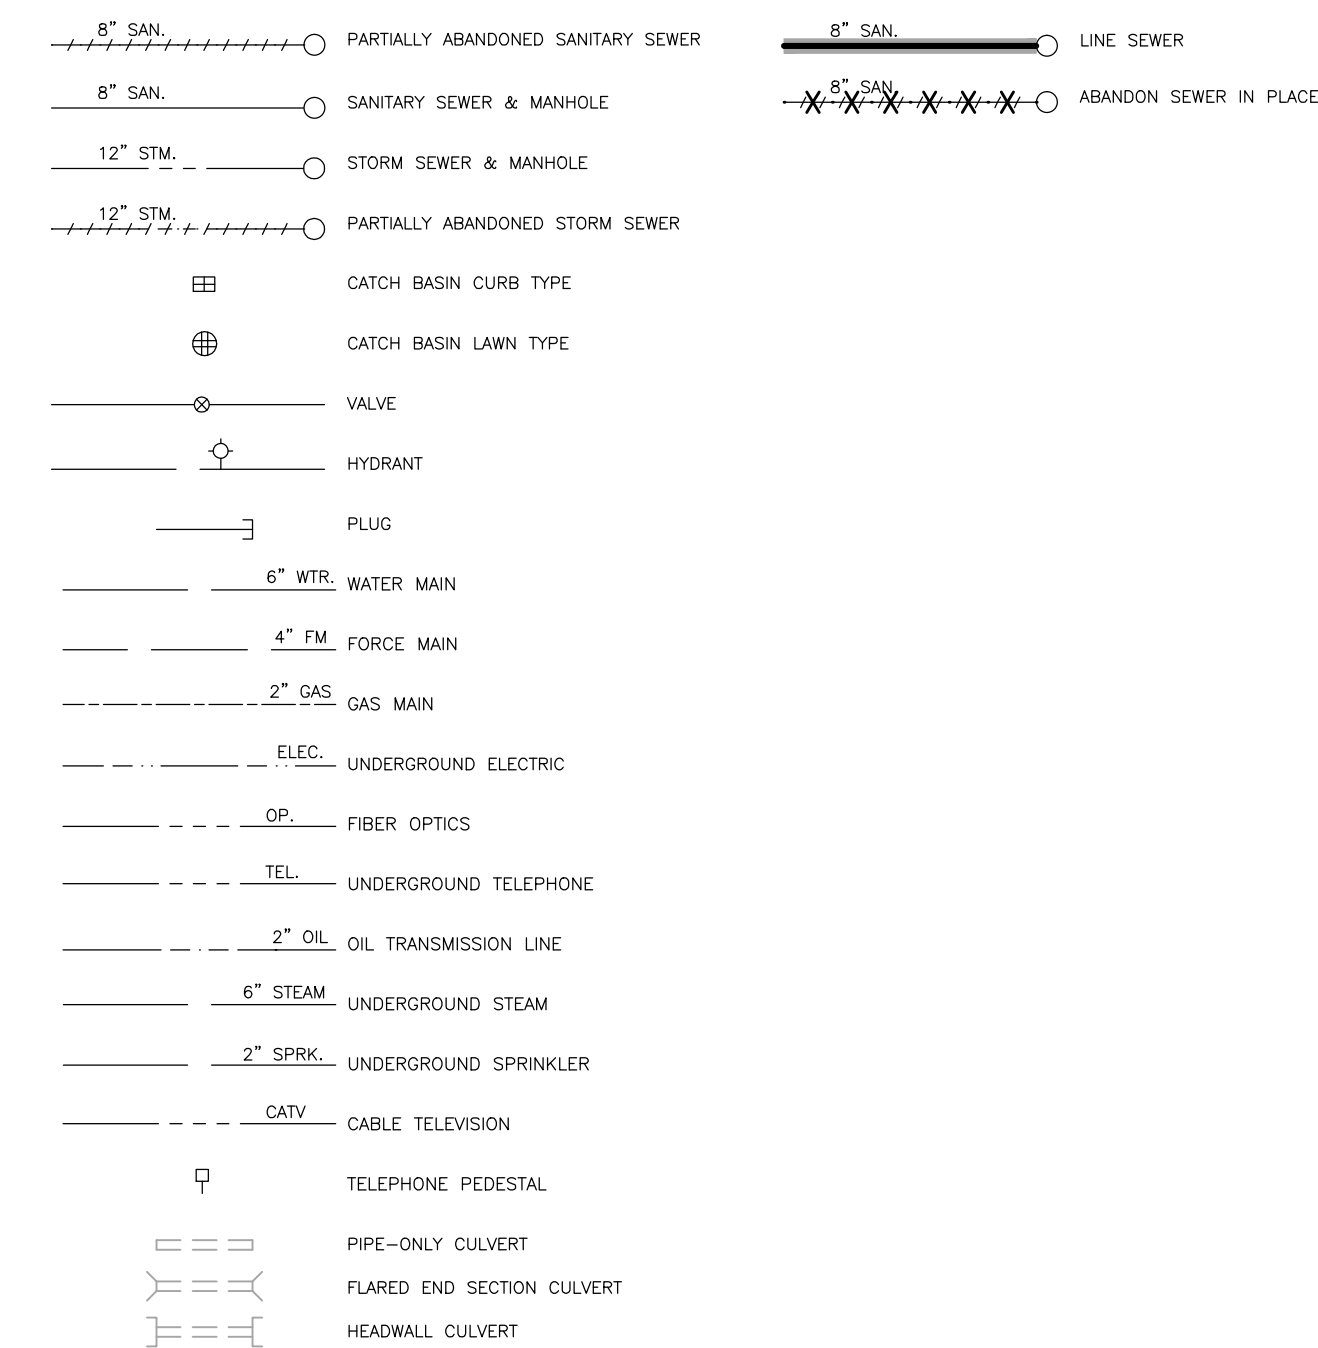 8” SAN.
PARTIALLY ABANDONED SANITARY SEWER
8” SAN.
SANITARY SEWER & MANHOLE
12” STM.
STORM SEWER & MANHOLE
12” STM.
PARTIALLY ABANDONED STORM SEWER
CATCH BASIN CURB TYPE
CATCH BASIN LAWN TYPE
VALVE
HYDRANT
PLUG
6” WTR.
WATER MAIN
4” FM
FORCE MAIN
2” GAS
GAS MAIN
ELEC.
UNDERGROUND ELECTRIC
OP.
FIBER OPTICS
TEL.
UNDERGROUND TELEPHONE
2” OIL
OIL TRANSMISSION LINE
6” STEAM
UNDERGROUND STEAM
2” SPRK.
UNDERGROUND SPRINKLER
CATV
CABLE TELEVISION
TELEPHONE PEDESTAL
PIPE-ONLY CULVERT
FLARED END SECTION CULVERT
HEADWALL CULVERT
8” SAN.
LINE SEWER
8” SAN.
ABANDON SEWER IN PLACE